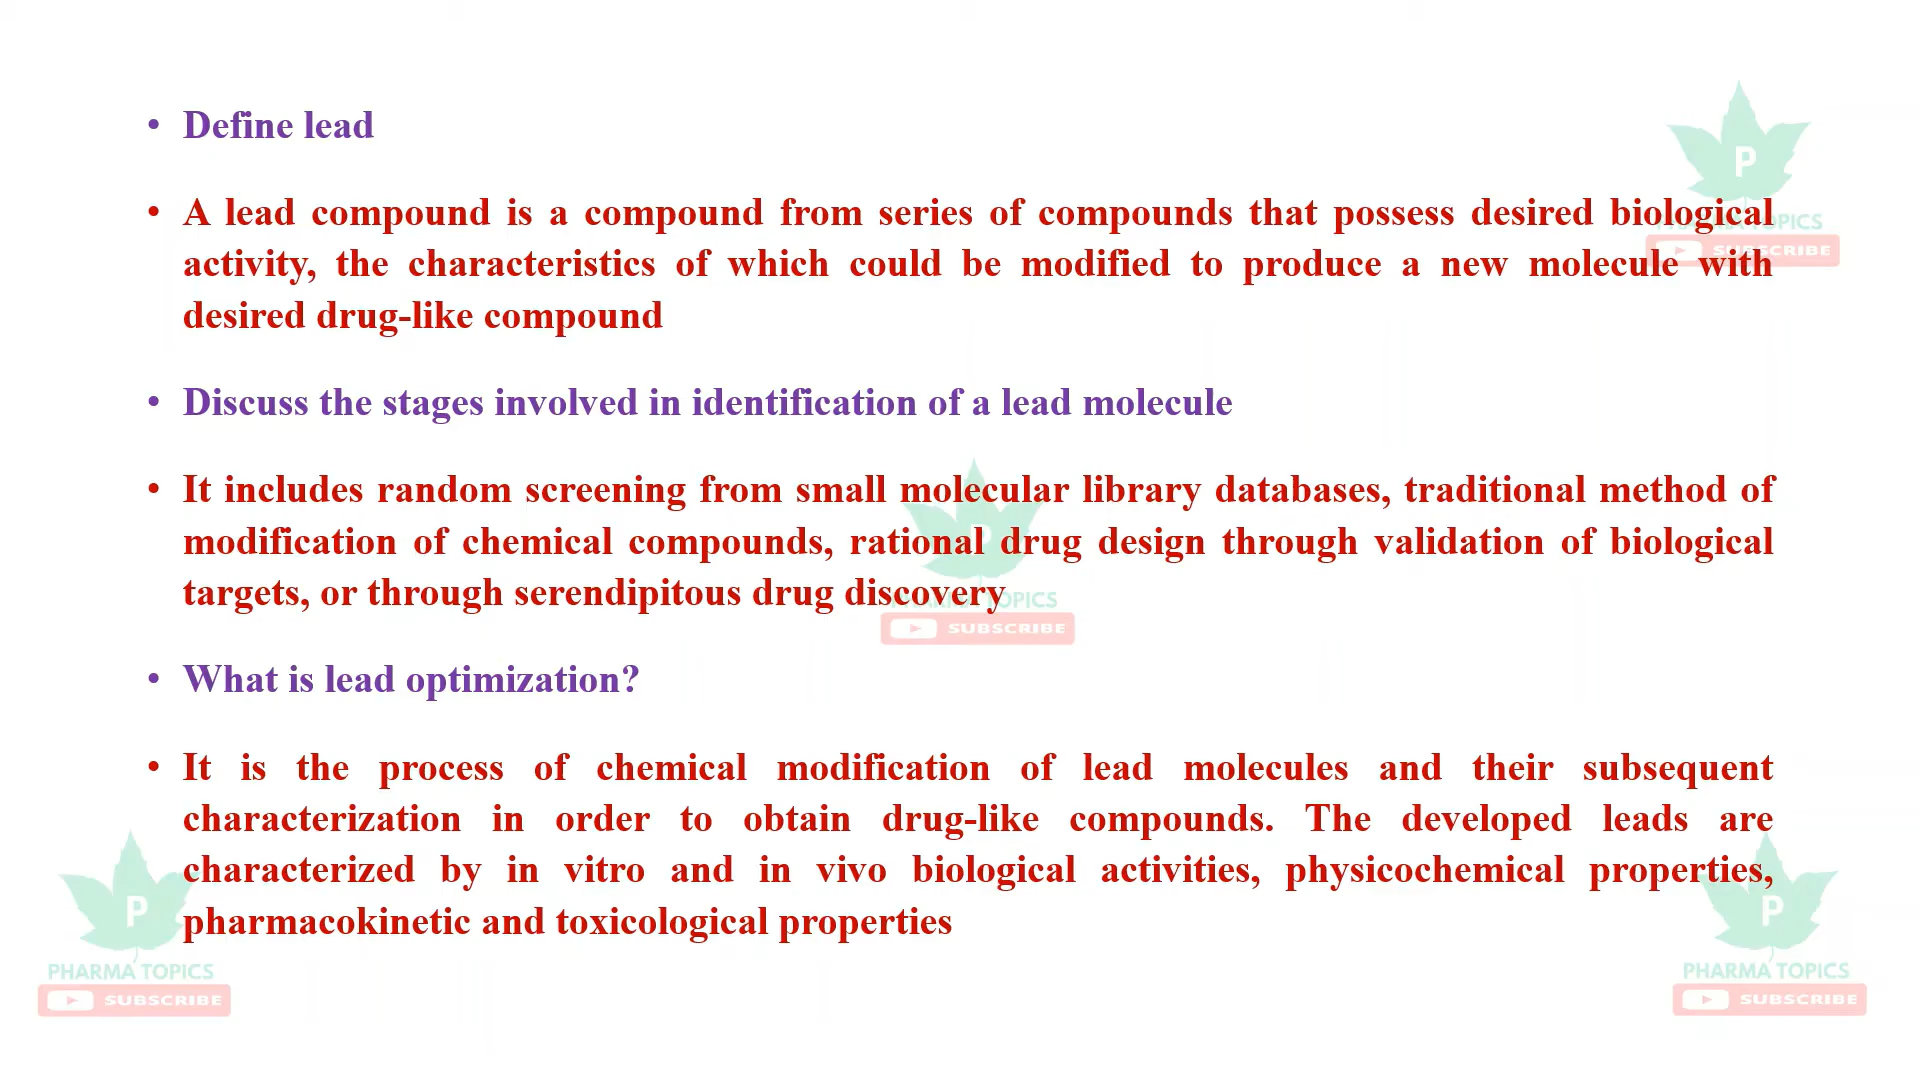 • Define lead
• A lead compound is a compound from series of compounds that possess desired biological
activity, the characteristics of which could be modified to produce a new molecule with
desired drug-like compound
• Discuss the stages involved in identification of a lead molecule
• It includes random screening from small molecular library databases, traditional method of
modification of chemical compounds, rational drug design through validation of biological
targets, or through serendipitous drug discovery
• What is lead optimization?
• It is the process of chemical modification of lead molecules and their subsequent
characterization in order to obtain drug-like compounds. The developed leads are
characterized by in vitro and in vivo biological activities, physicochemical properties,
pharmacokinetic and toxicological properties
P
PHARMA TOPICS
SUBSCRIBE
P
PHARMA TOPICS
SUBSCRIBE
P
PHARMA TOPICS
SUBSCRIBE
P
PHARMA TOPICS
SUBSCRIBE